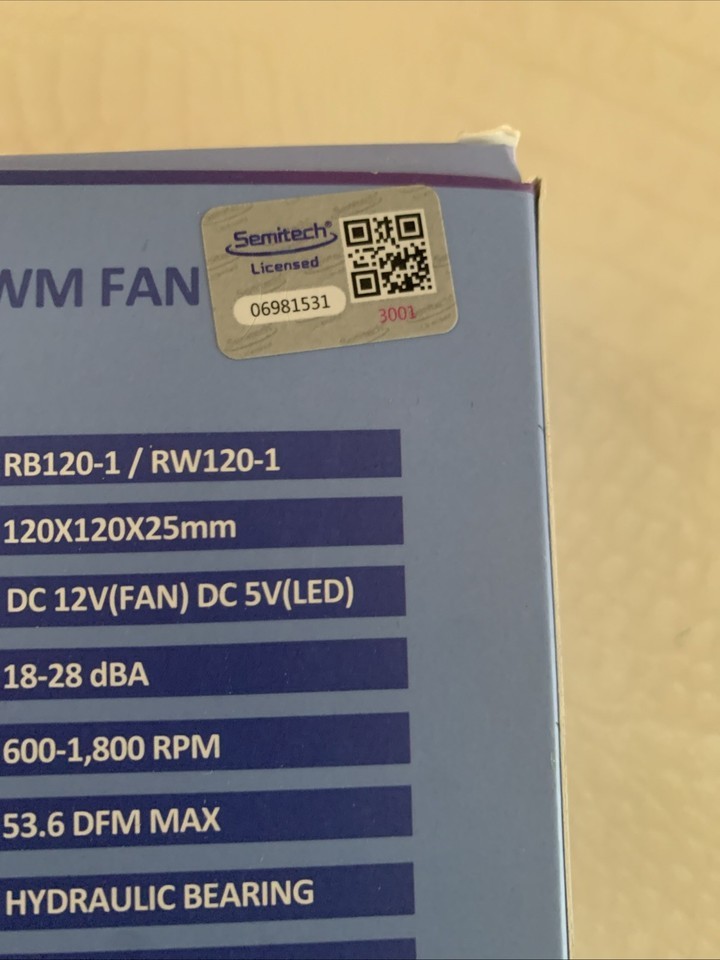 Semitech®
Licensed
06981531
3001
WM FAN
RB120-1 / RW120-1
120X120X25mm
DC 12V(FAN) DC 5V(LED)
18-28 dBA
600-1,800 RPM
53.6 DFM MAX
HYDRAULIC BEARING